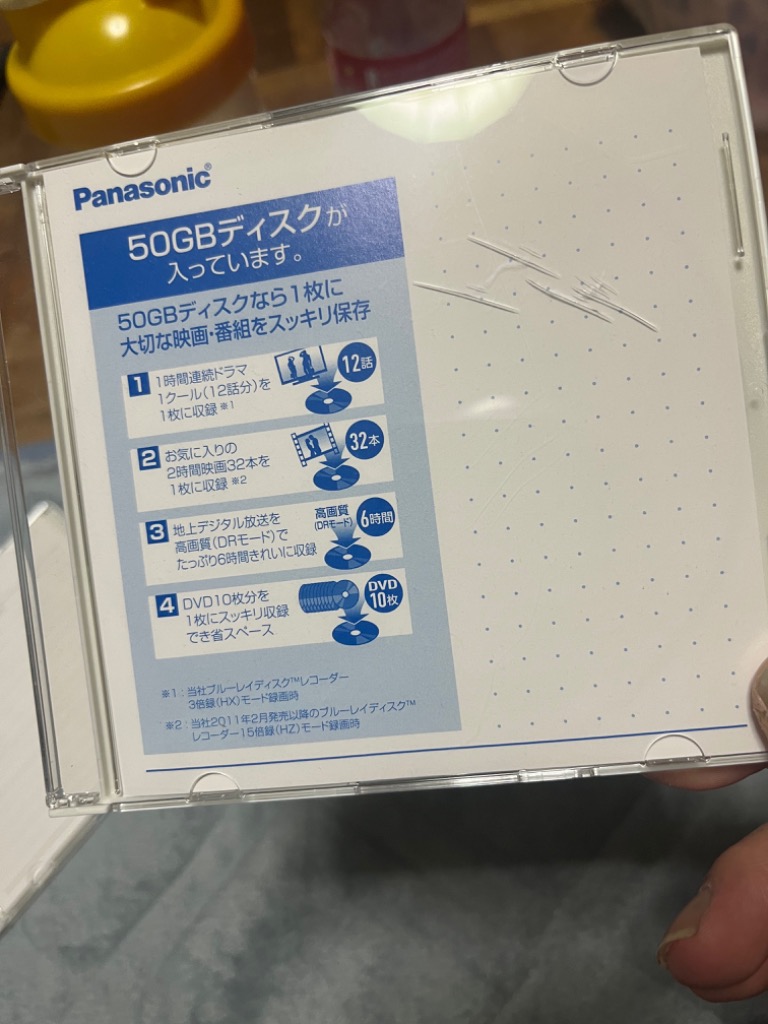 Panasonic®
50GBディスクが
入っています。
50GBディスクなら1枚に
大切な映画・番組をスッキリ保存
1 1時間連続ドラマ
1クール(12話分)を
1枚に収録 ※1
12話
2 お気に入りの
2時間映画32本を
1枚に収録 ※2
32本
3 地上デジタル放送を
高画質(DRモード)で
たっぷり6時間きれいに収録
高画質
(DRモード)
6時間
4 DVD10枚分を
1枚にスッキリ収録
でき省スペース
DVD
10枚
※1:当社ブルーレイディスク™レコーダー
3倍録(HX)モード録画時
※2:当社2011年2月発売以降のブルーレイディスク™
レコーダー15倍録(HZ)モード録画時